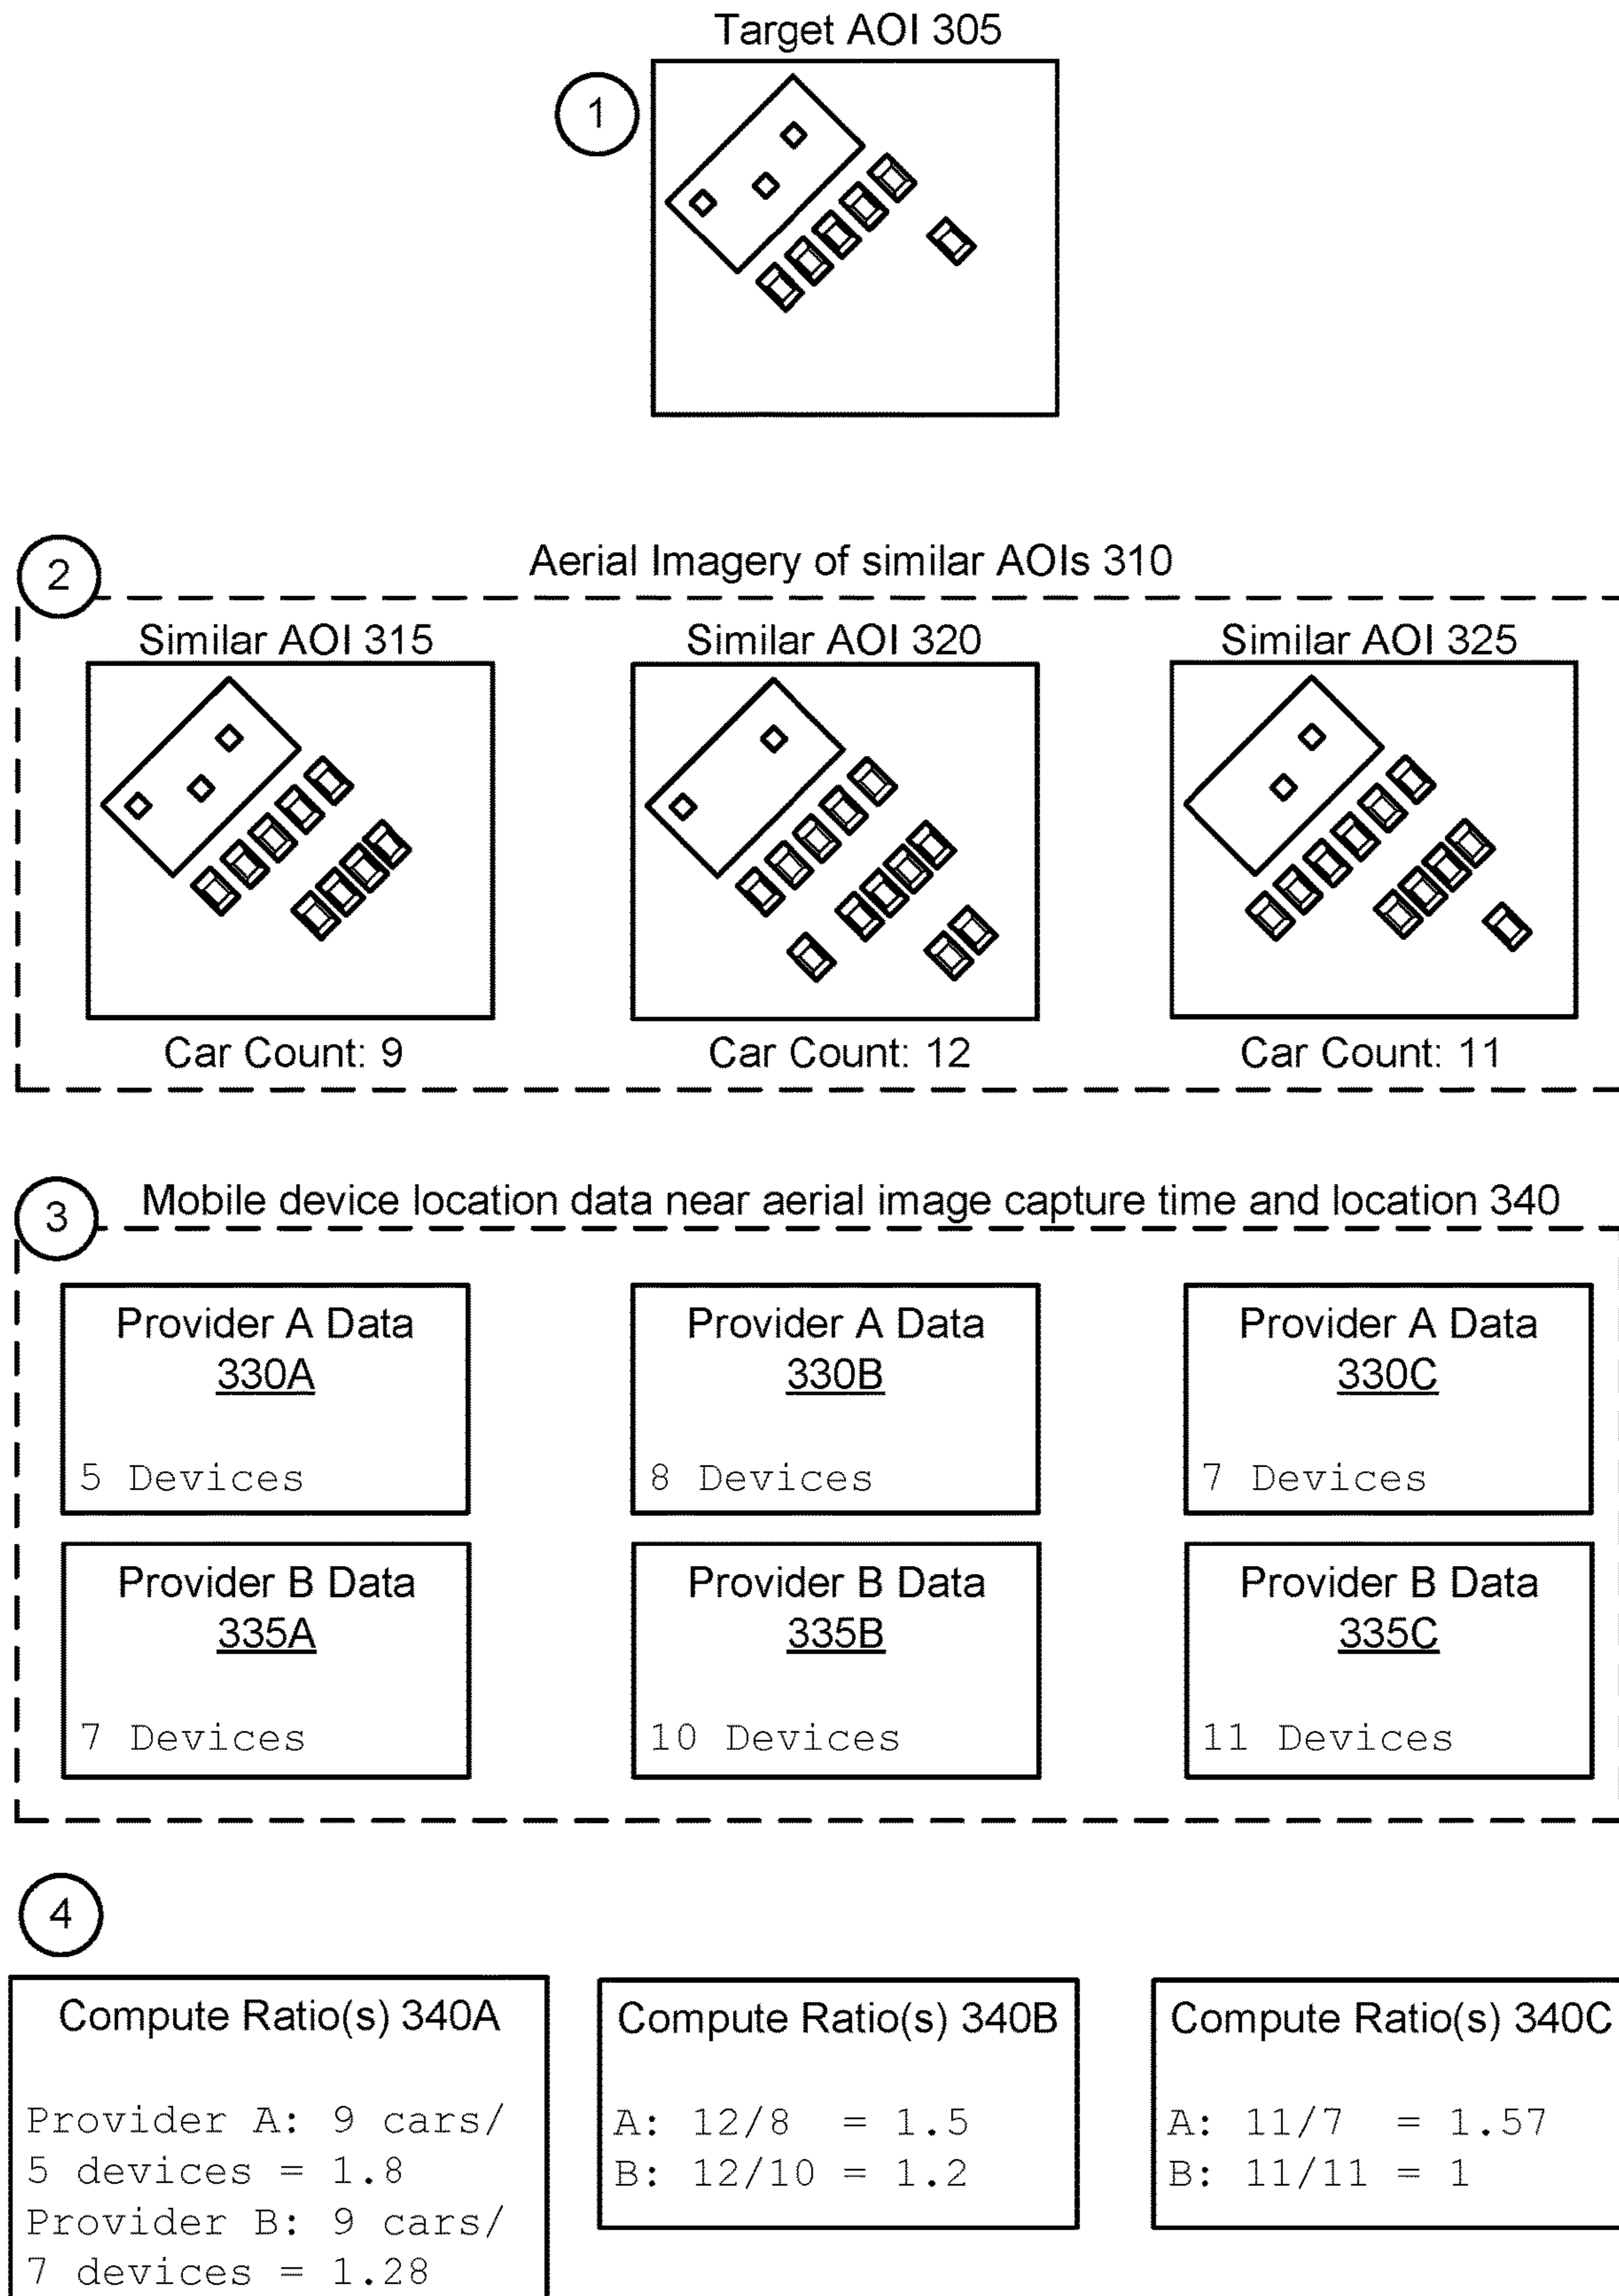 Target AOI 305
1
2
Aerial Imagery of similar AOIs 310
Similar AOI 315
Similar AOI 320
Similar AOI 325
Car Count: 9
Car Count: 12
Car Count: 11
3
Mobile device location data near aerial image capture time and location 340
Provider A Data
330A
5 Devices
Provider A Data
330B
8 Devices
Provider A Data
330C
7 Devices
Provider B Data
335A
7 Devices
Provider B Data
335B
10 Devices
Provider B Data
335C
11 Devices
4
Compute Ratio(s) 340A
Provider A: 9 cars/
5 devices = 1.8
Provider B: 9 cars/
7 devices = 1.28
Compute Ratio(s) 340B
A: 12/8 = 1.5
B: 12/10 = 1.2
Compute Ratio(s) 340C
A: 11/7 = 1.57
B: 11/11 = 1